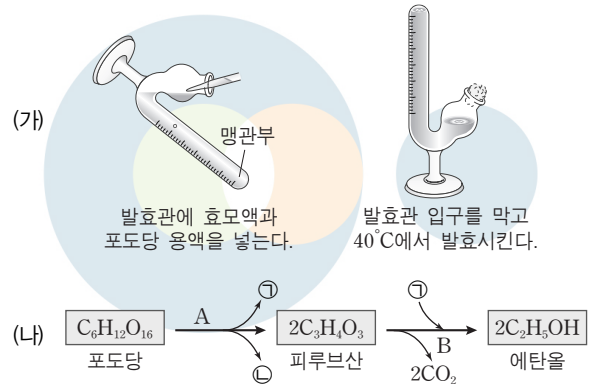 (가)
맹관부
발효관에 효모액과
포도당 용액을 넣는다.
발효관 입구를 막고
40℃에서 발효시킨다.
(나)
C₆H₁₂O₁₆
포도당
A
㉠
㉡
2C₃H₄O₃
피루브산
㉠
B
2CO₂
2C₂H₅OH
에탄올